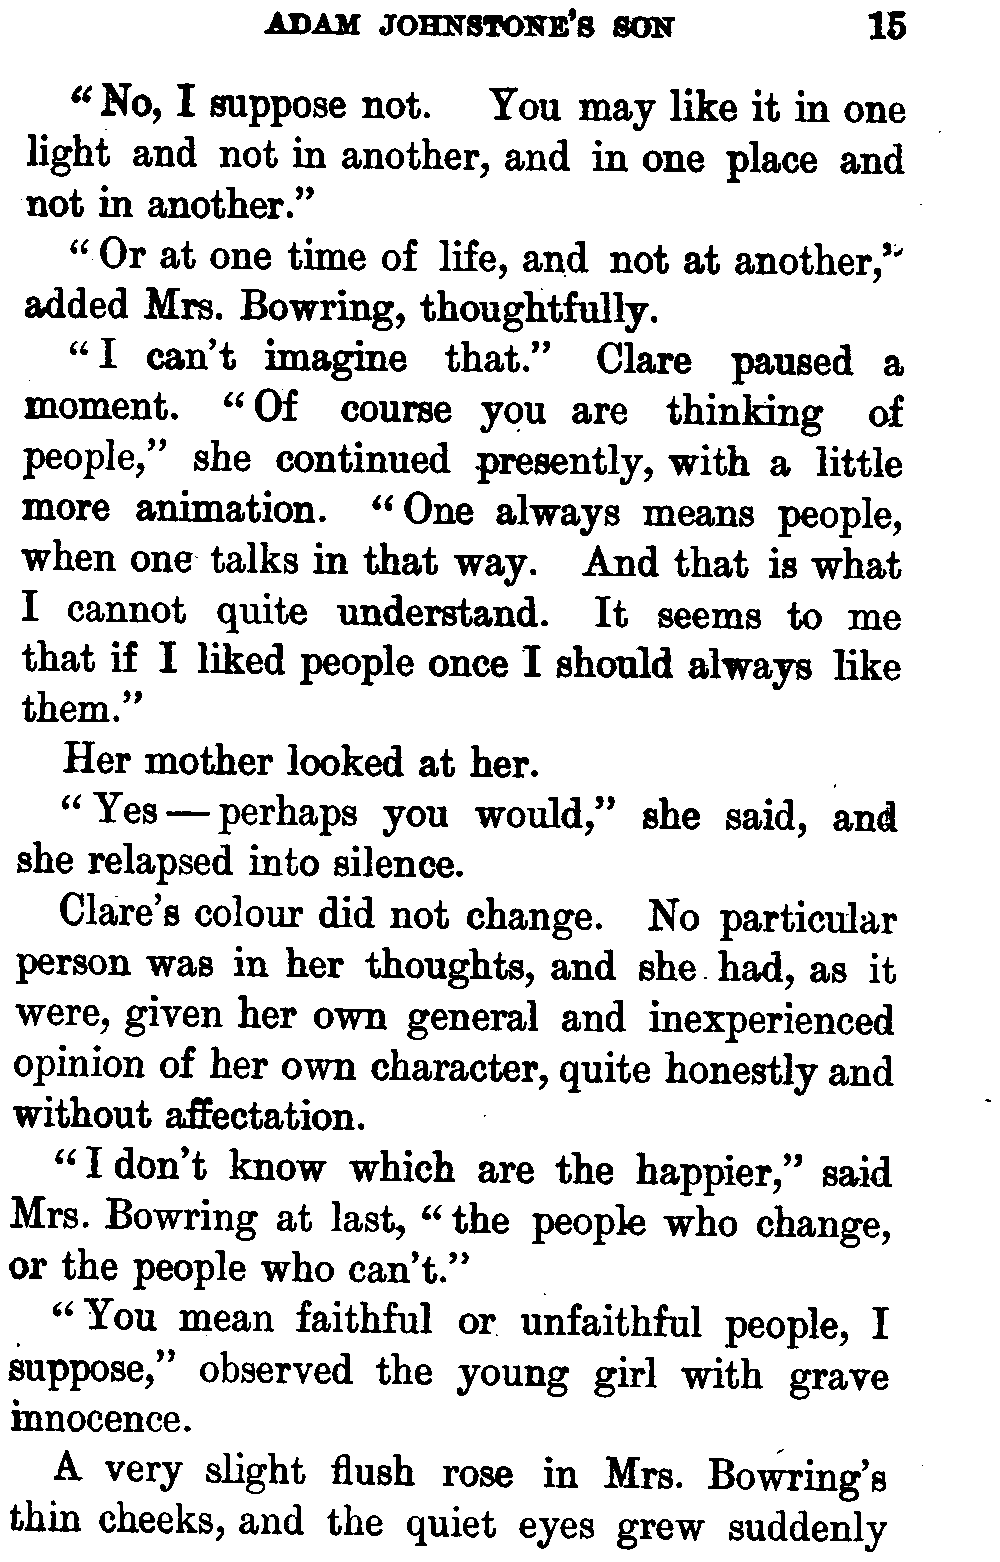 ADAM JOHNSTONE'S SON 15
"No, I suppose not. You may like it in one
light and not in another, and in one place and
not in another."
"Or at one time of life, and not at another,"
added Mrs. Bowring, thoughtfully.
"I can't imagine that." Clare paused a
moment. "Of course you are thinking of
people," she continued presently, with a little
more animation. "One always means people,
when one talks in that way. And that is what
I cannot quite understand. It seems to me
that if I liked people once I should always like
them."
Her mother looked at her.
"Yes — perhaps you would," she said, and
she relapsed into silence.
Clare's colour did not change. No particular
person was in her thoughts, and she had, as it
were, given her own general and inexperienced
opinion of her own character, quite honestly and
without affectation.
"I don't know which are the happier," said
Mrs. Bowring at last, "the people who change,
or the people who can't."
"You mean faithful or unfaithful people, I
suppose," observed the young girl with grave
innocence.
A very slight flush rose in Mrs. Bowring's
thin cheeks, and the quiet eyes grew suddenly